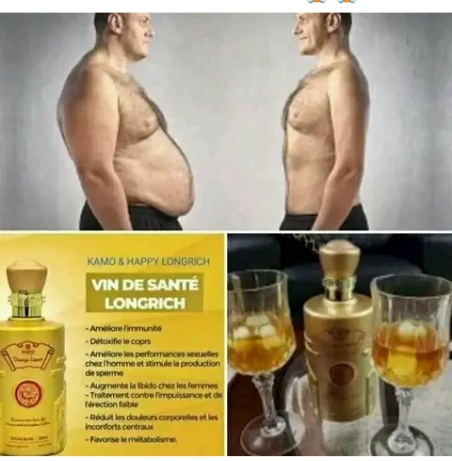 KAMO & HAPPY LONGRICH
VIN DE SANTÉ
LONGRICH
- Améliore l'immunité
- Détoxifie le coprs
- Améliore les performances sexuelles
chez l'homme et stimule la production
de sperme
- Augmente la libido chez les femmes
- Traitement contre l'impuissance et de
l'érection faible
- Réduit les douleurs corporelles et les
inconforts centraux
- Favorise le métabolisme.